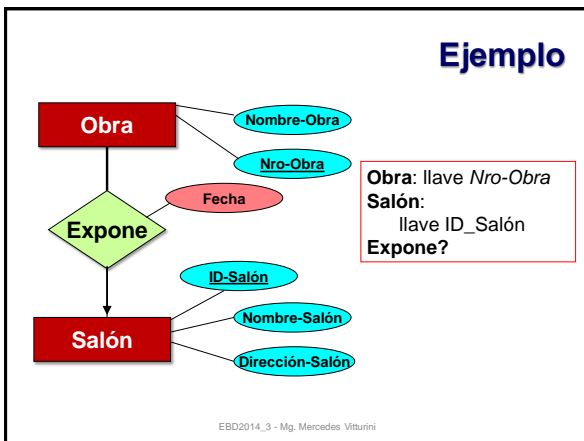 Ejemplo
Obra
Nombre-Obra
Nro-Obra
Fecha
Expone
ID-Salón
Nombre-Salón
Salón
Dirección-Salón
Obra: llave Nro-Obra
Salón:
llave ID_Salón
Expone?
EBD2014_3 - Mg. Mercedes Vitturini